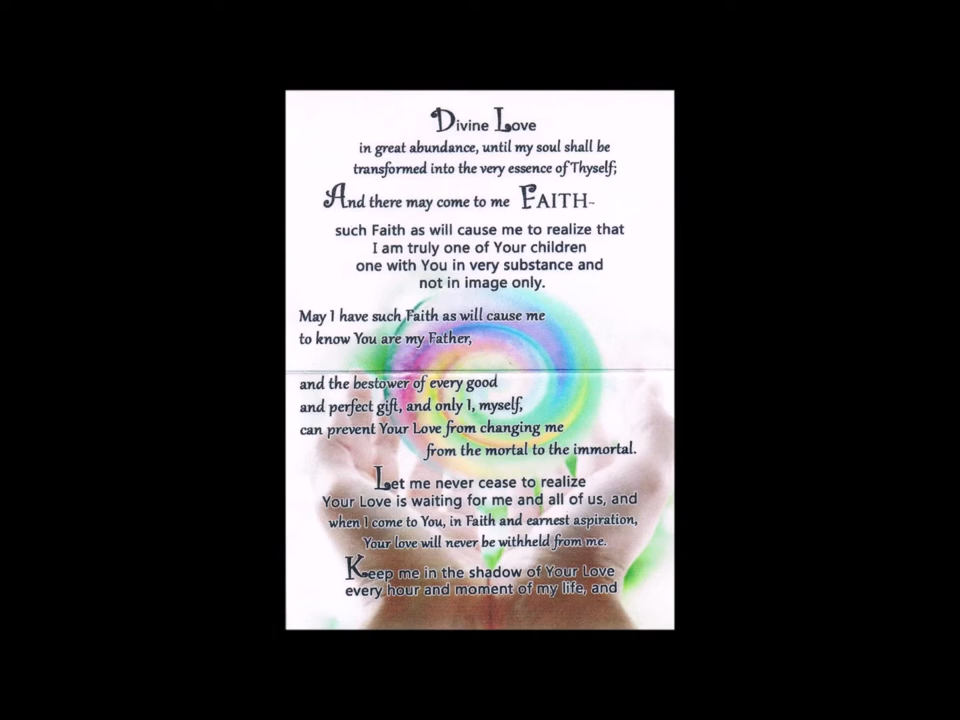 Divine Love
in great abundance, until my soul shall be
transformed into the very essence of Thyself;
And there may come to me FAITH-
such Faith as will cause me to realize that
I am truly one of Your children
one with You in very substance and
not in image only.
May I have such Faith as will cause me
to know You are my Father,
and the bestower of every good
and perfect gift, and only I, myself,
can prevent Your Love from changing me
from the mortal to the immortal.
Let me never cease to realize
Your Love is waiting for me and all of us, and
when I come to You, in Faith and earnest aspiration,
Your love will never be withheld from me.
Keep me in the shadow of Your Love
every hour and moment of my life, and